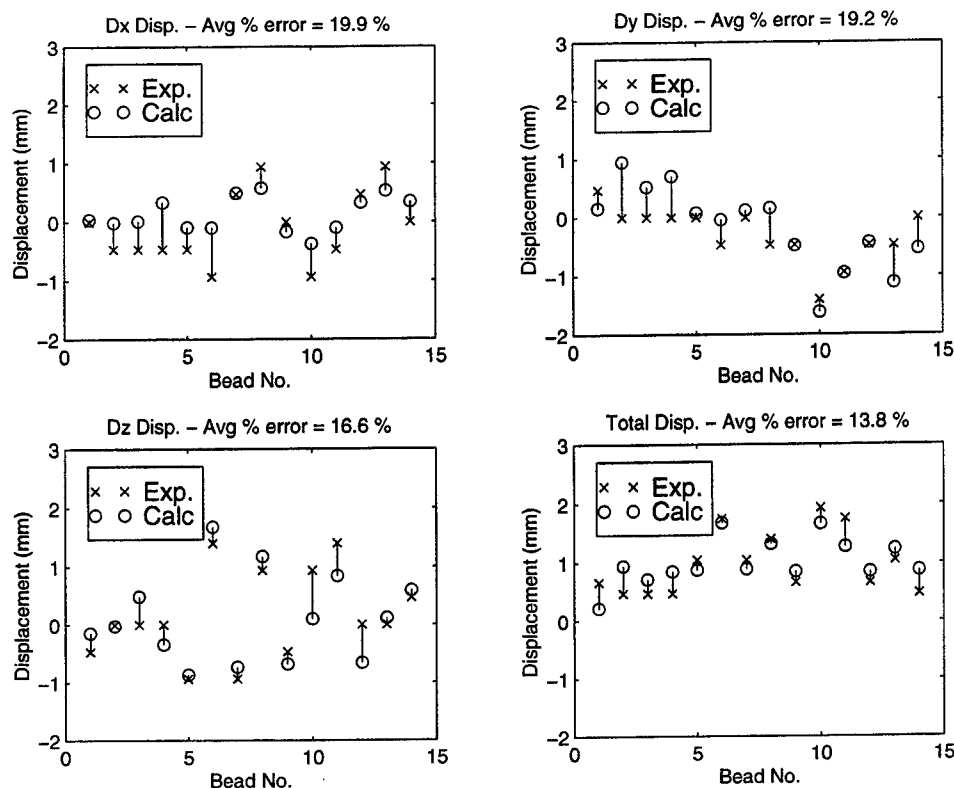 Dx Disp. – Avg % error = 19.9 %
3
2
1
0
−1
−2
Displacement (mm)
× × Exp.
○ ○ Calc
0 5 10 15
Bead No.
Dy Disp. – Avg % error = 19.2 %
3
2
1
0
−1
−2
Displacement (mm)
× × Exp.
○ ○ Calc
0 5 10 15
Bead No.
Dz Disp. – Avg % error = 16.6 %
3
2
1
0
−1
−2
Displacement (mm)
× × Exp.
○ ○ Calc
0 5 10 15
Bead No.
Total Disp. – Avg % error = 13.8 %
3
2
1
0
−1
−2
Displacement (mm)
× × Exp.
○ ○ Calc
0 5 10 15
Bead No.